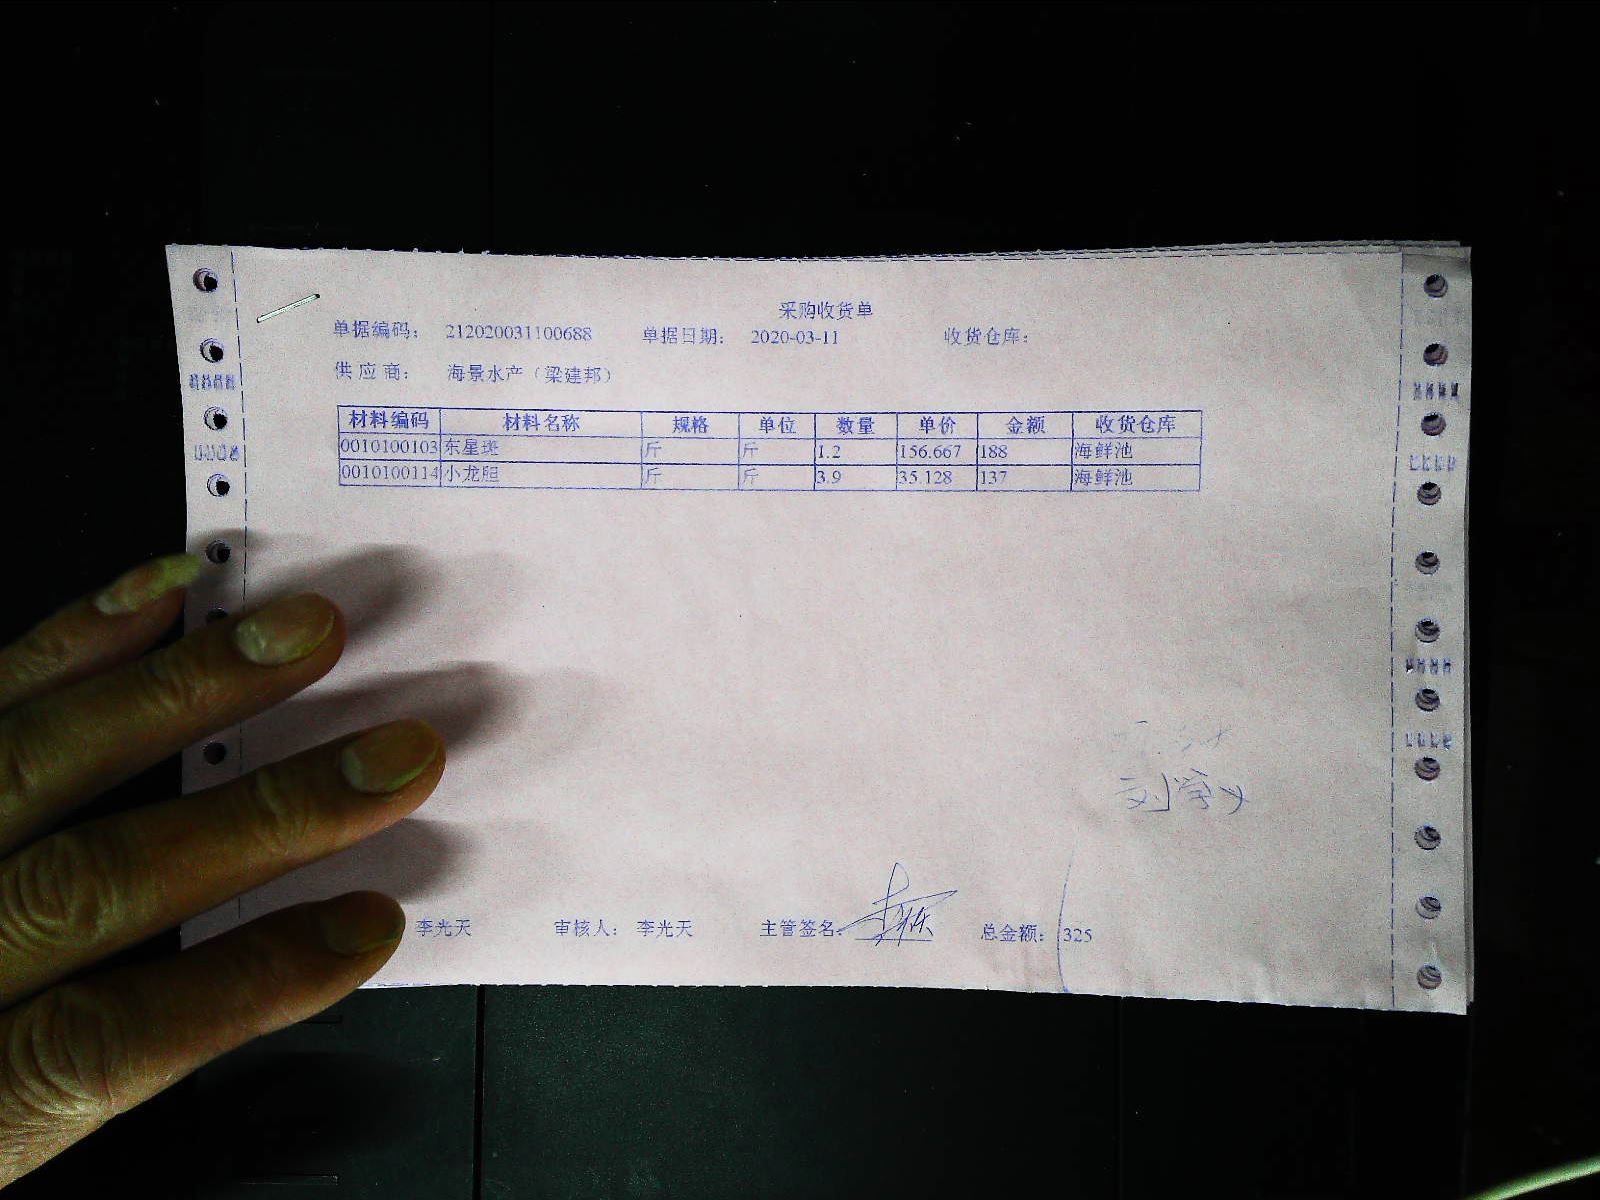 采购收货单
单据编码： 212020031100688 单据日期： 2020-03-11 收货仓库：
供应商： 海景水产（梁建邦）
材料编码 材料名称 规格 单位 数量 单价 金额 收货仓库
0010100103 东星斑 斤 斤 1.2 156.667 188 海鲜池
0010100114 小龙胆 斤 斤 3.9 35.128 137 海鲜池
刘学义
李光天 审核人： 李光天 主管签名： 总金额： 325